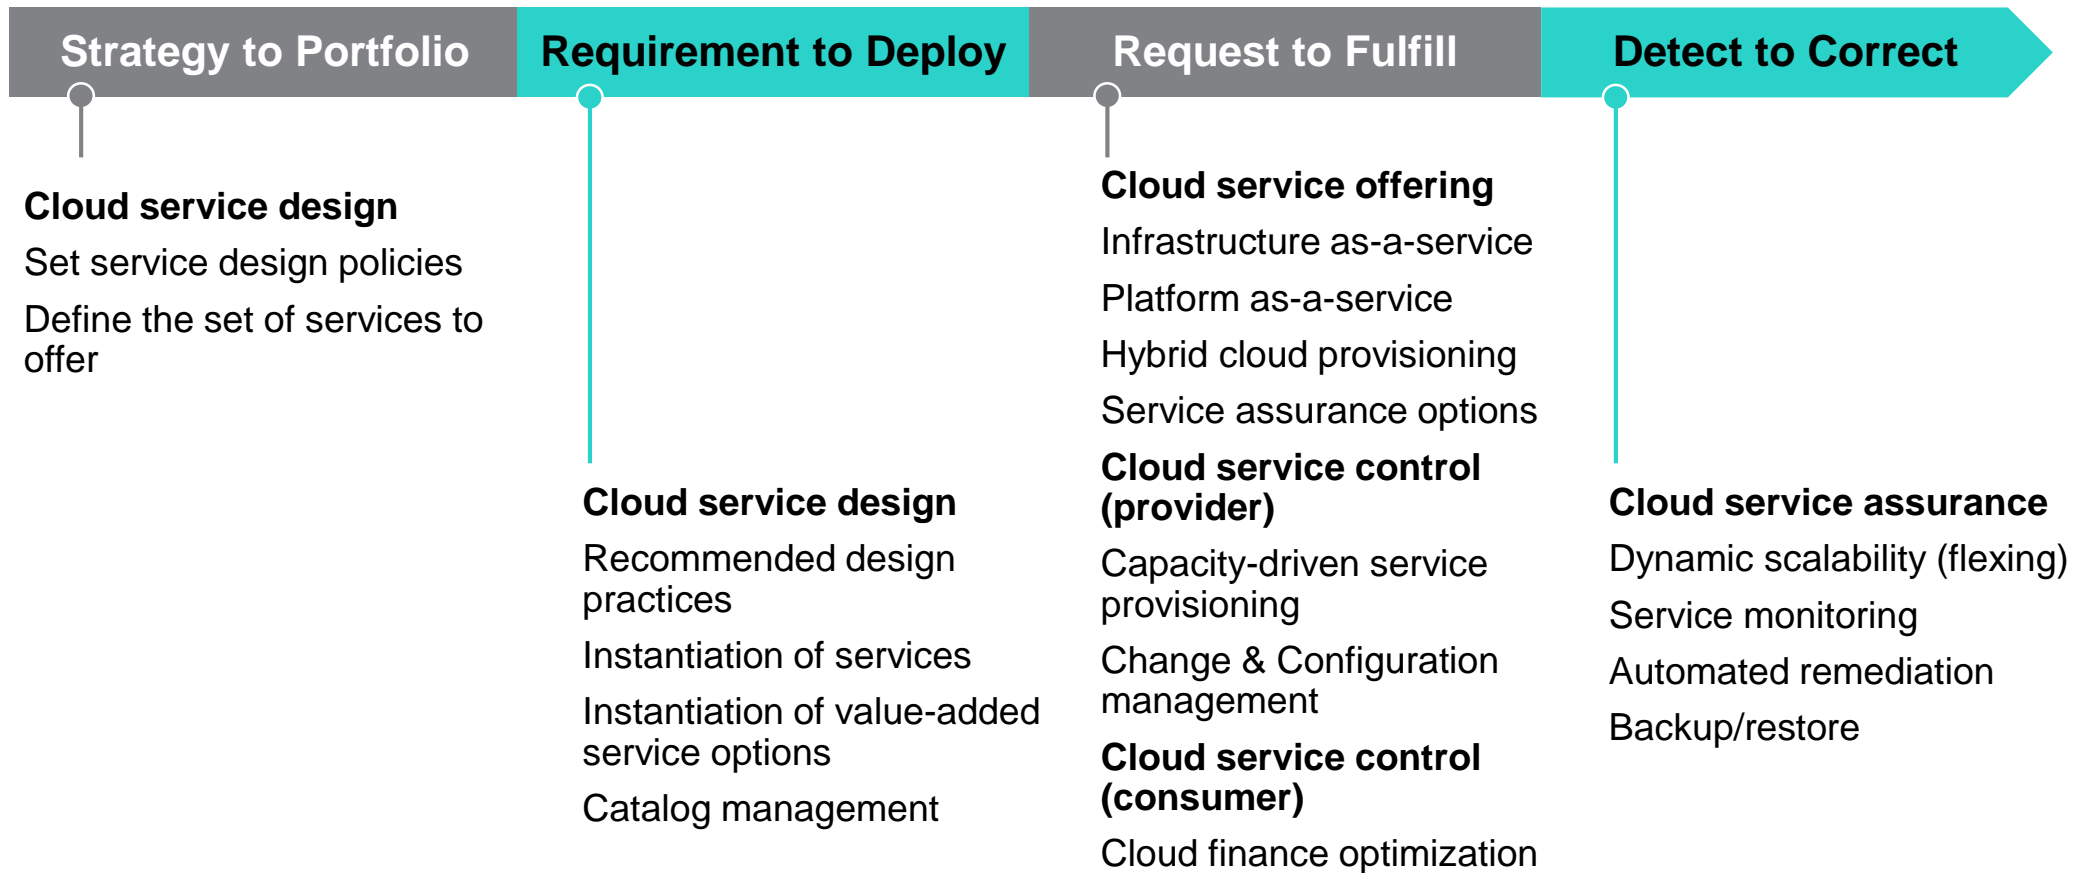 Strategy to Portfolio
Requirement to Deploy
Request to Fulfill
Detect to Correct
Cloud service design
Set service design policies
Define the set of services to
offer
Cloud service design
Recommended design
practices
Instantiation of services
Instantiation of value-added
service options
Catalog management
Cloud service offering
Infrastructure as-a-service
Platform as-a-service
Hybrid cloud provisioning
Service assurance options
Cloud service control
(provider)
Capacity-driven service
provisioning
Change & Configuration
management
Cloud service control
(consumer)
Cloud finance optimization
Cloud service assurance
Dynamic scalability (flexing)
Service monitoring
Automated remediation
Backup/restore